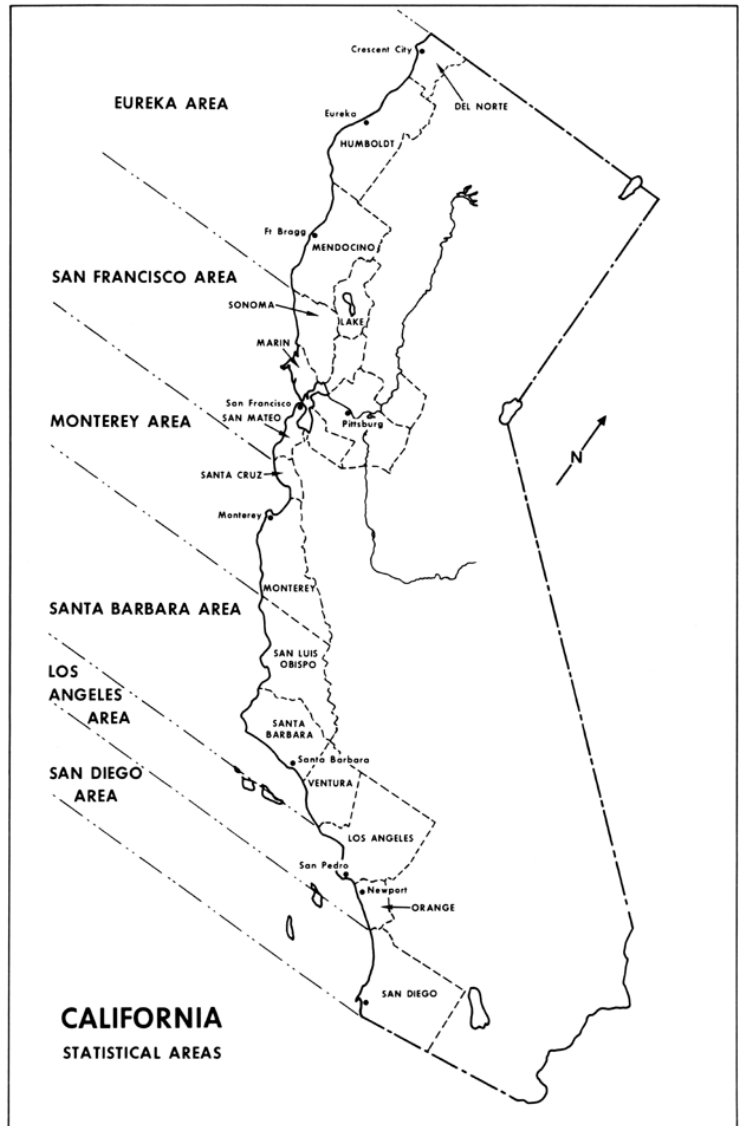 Crescent City
EUREKA AREA
DEL NORTE
Eureka
HUMBOLDT
Ft Bragg
MENDOCINO
SAN FRANCISCO AREA
SONOMA
LAKE
MARIN
San Francisco
SAN MATEO
MONTEREY AREA
Pittsburg
N
SANTA CRUZ
Monterey
MONTEREY
SANTA BARBARA AREA
SAN LUIS
OBISPO
LOS
ANGELES
AREA
SANTA
BARBARA
Santa Barbara
SAN DIEGO
AREA
VENTURA
LOS ANGELES
San Pedro
Newport
ORANGE
SAN DIEGO
CALIFORNIA
STATISTICAL AREAS